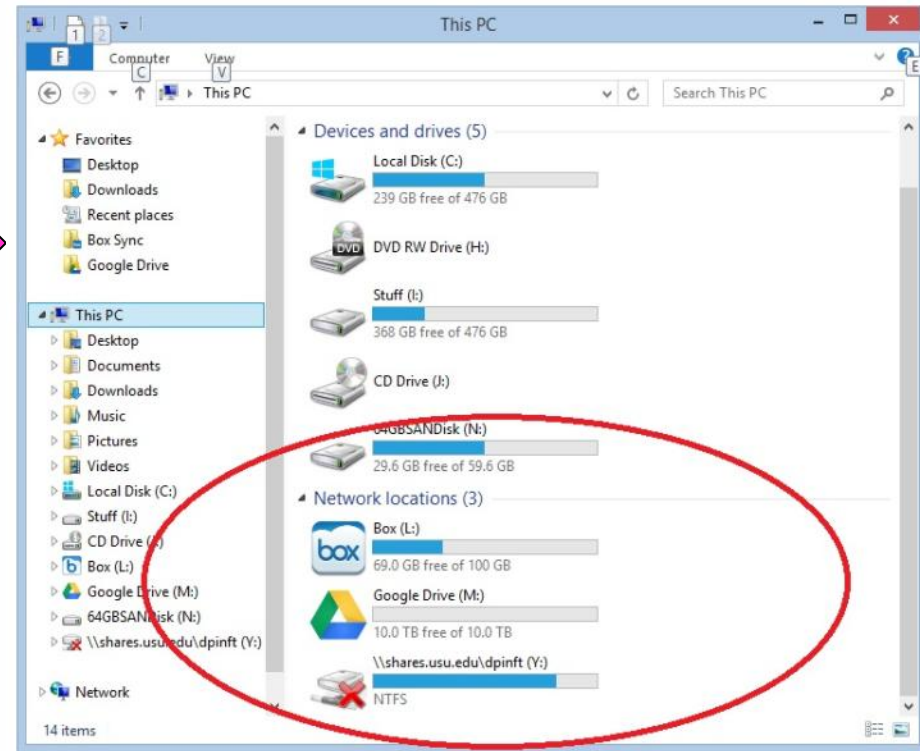 1
2
This PC
F
Computer
View
C
V
E
This PC
Search This PC
Favorites
Desktop
Downloads
Recent places
Box Sync
Google Drive
This PC
Desktop
Documents
Downloads
Music
Pictures
Videos
Local Disk (C:)
Stuff (I:)
CD Drive
Box (L:)
Google Drive (M:)
64GBSANDisk (N:)
\\shares.usu.edu\dpinft (Y:)
Network
14 items
Devices and drives (5)
Local Disk (C:)
239 GB free of 476 GB
DVD
DVD RW Drive (H:)
Stuff (I:)
368 GB free of 476 GB
CD Drive (J:)
64GBSANDisk (N:)
29.6 GB free of 59.6 GB
Network locations (3)
box
Box (L:)
69.0 GB free of 100 GB
Google Drive (M:)
10.0 TB free of 10.0 TB
\\shares.usu.edu\dpinft (Y:)
NTFS